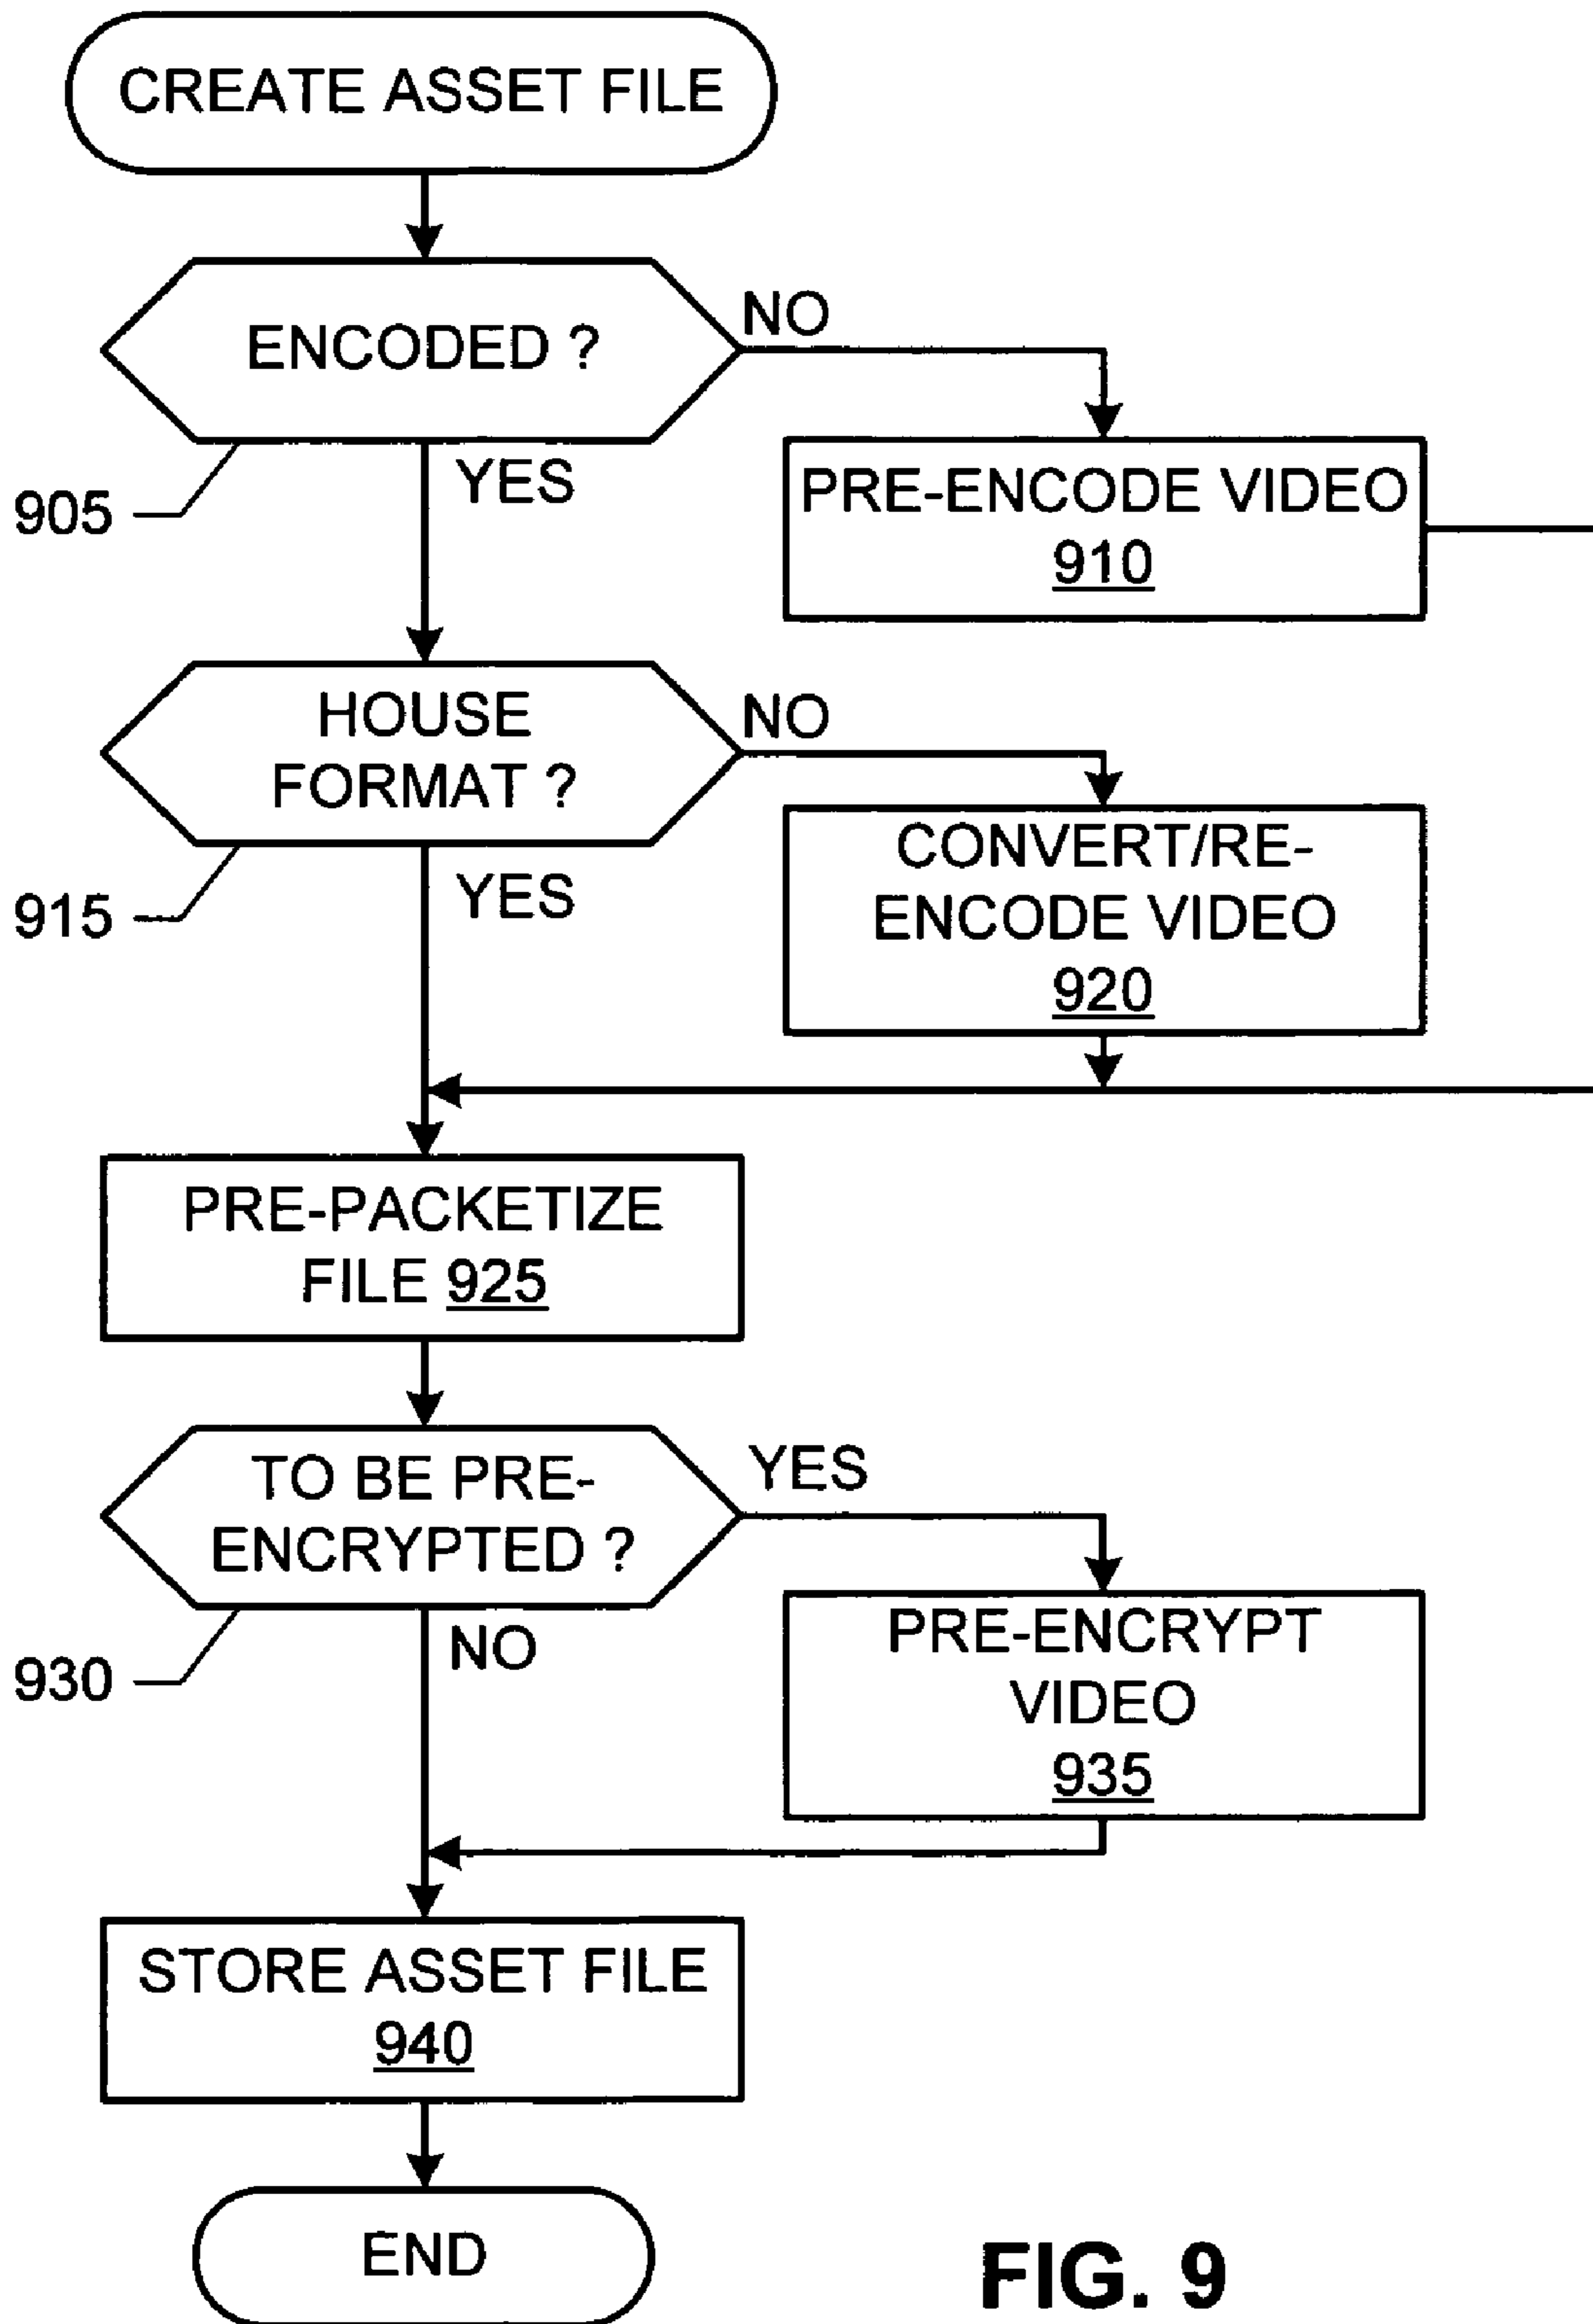 CREATE ASSET FILE
ENCODED ?
NO
YES
905
PRE-ENCODE VIDEO
910
HOUSE
FORMAT ?
NO
YES
915
CONVERT/RE-
ENCODE VIDEO
920
PRE-PACKETIZE
FILE 925
TO BE PRE-
ENCRYPTED ?
YES
NO
930
PRE-ENCRYPT
VIDEO
935
STORE ASSET FILE
940
END
FIG. 9